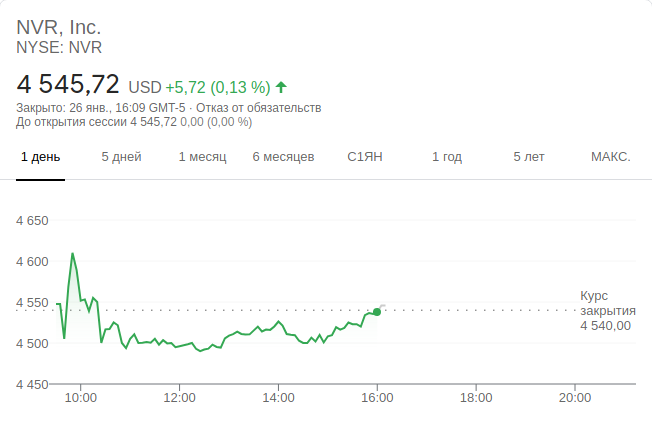 NVR, Inc.
NYSE: NVR
4 545,72 USD +5,72 (0,13 %)
Закрыто: 26 янв., 16:09 GMT-5 · Отказ от обязательств
До открытия сессии 4 545,72 0,00 (0,00 %)
1 день 5 дней 1 месяц 6 месяцев С1ЯН 1 год 5 лет МАКС.
4 650
4 600
4 550
4 500
4 450
Курс
закрытия
4 540,00
10:00 12:00 14:00 16:00 18:00 20:00